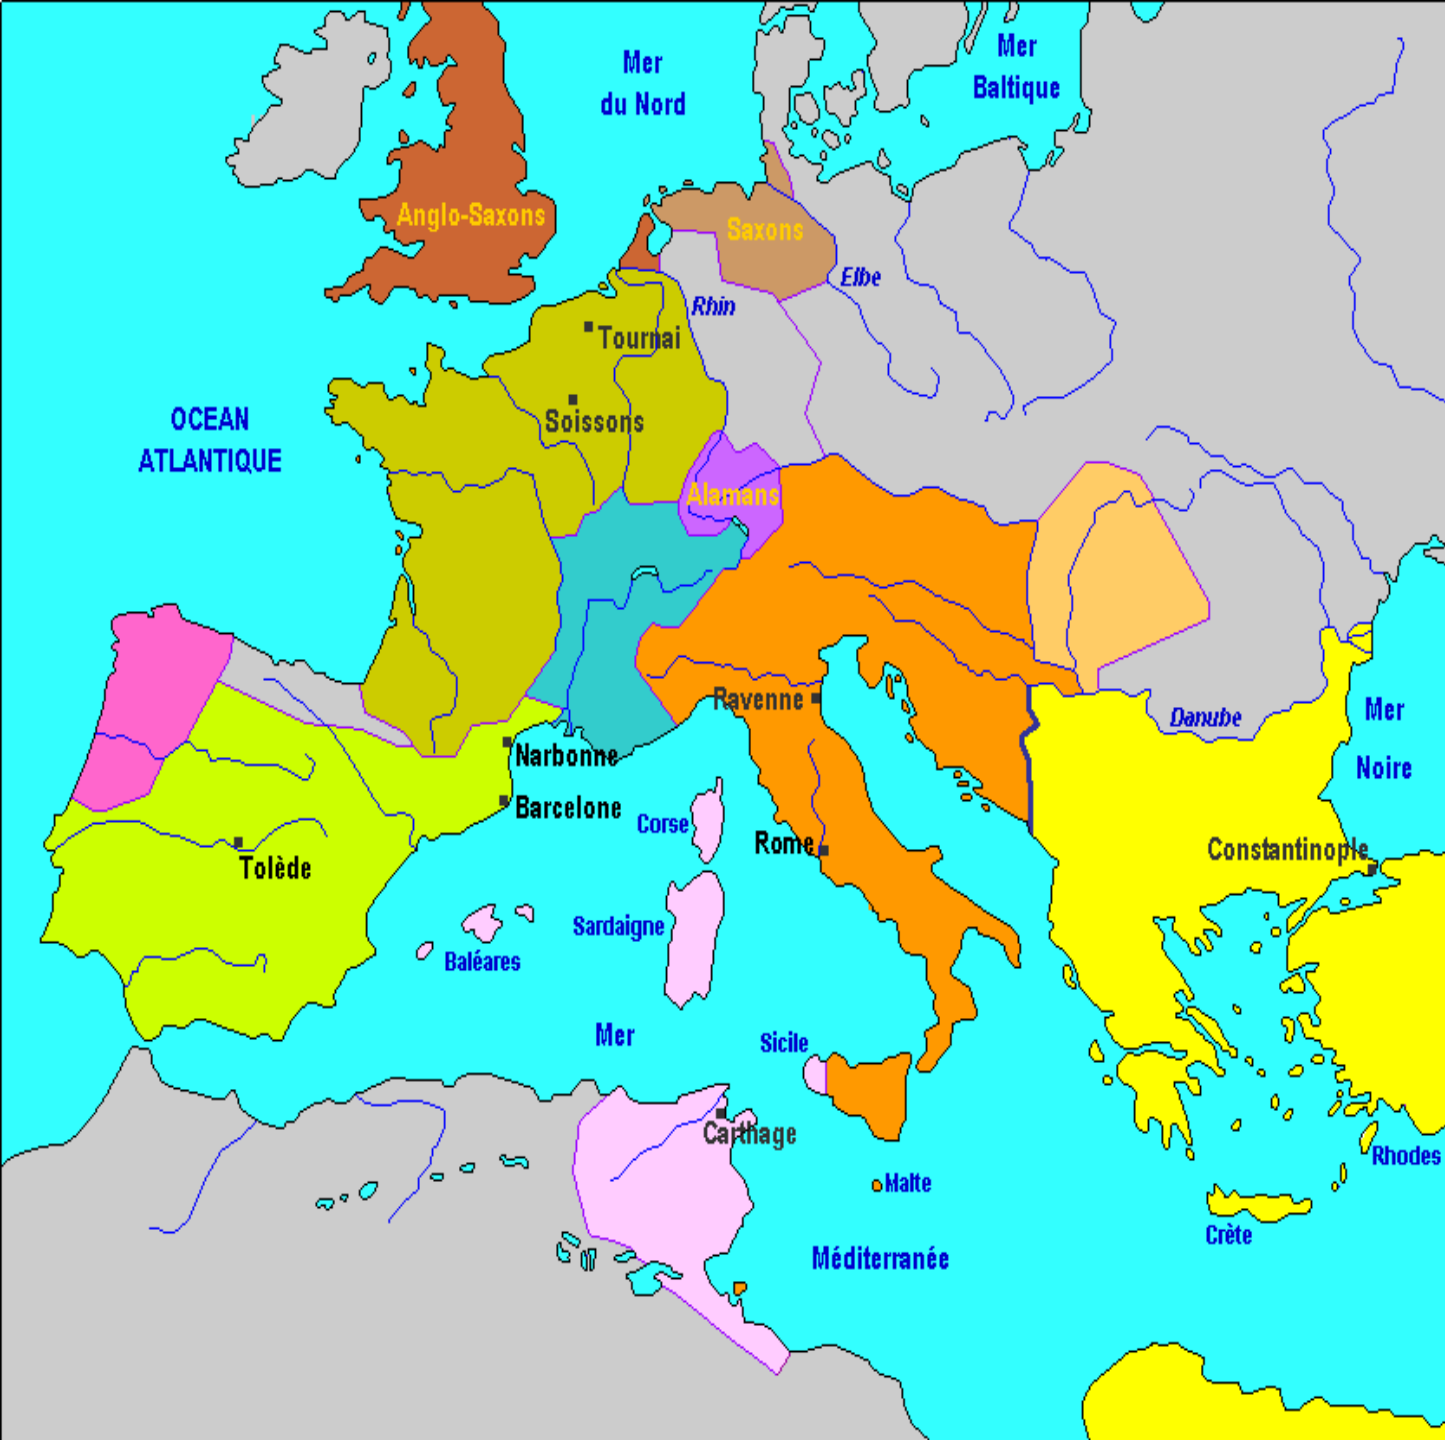 Mer
du Nord
Mer
Baltique
Anglo-Saxons
Saxons
Elbe
Rhin
Tournai
Soissons
OCEAN
ATLANTIQUE
Alamans
Ravenne
Danube
Mer
Noire
Narbonne
Barcelone
Corse
Rome
Constantinople
Tolède
Sardaigne
Baléares
Mer
Sicile
Carthage
Malte
Rhodes
Crète
Méditerranée